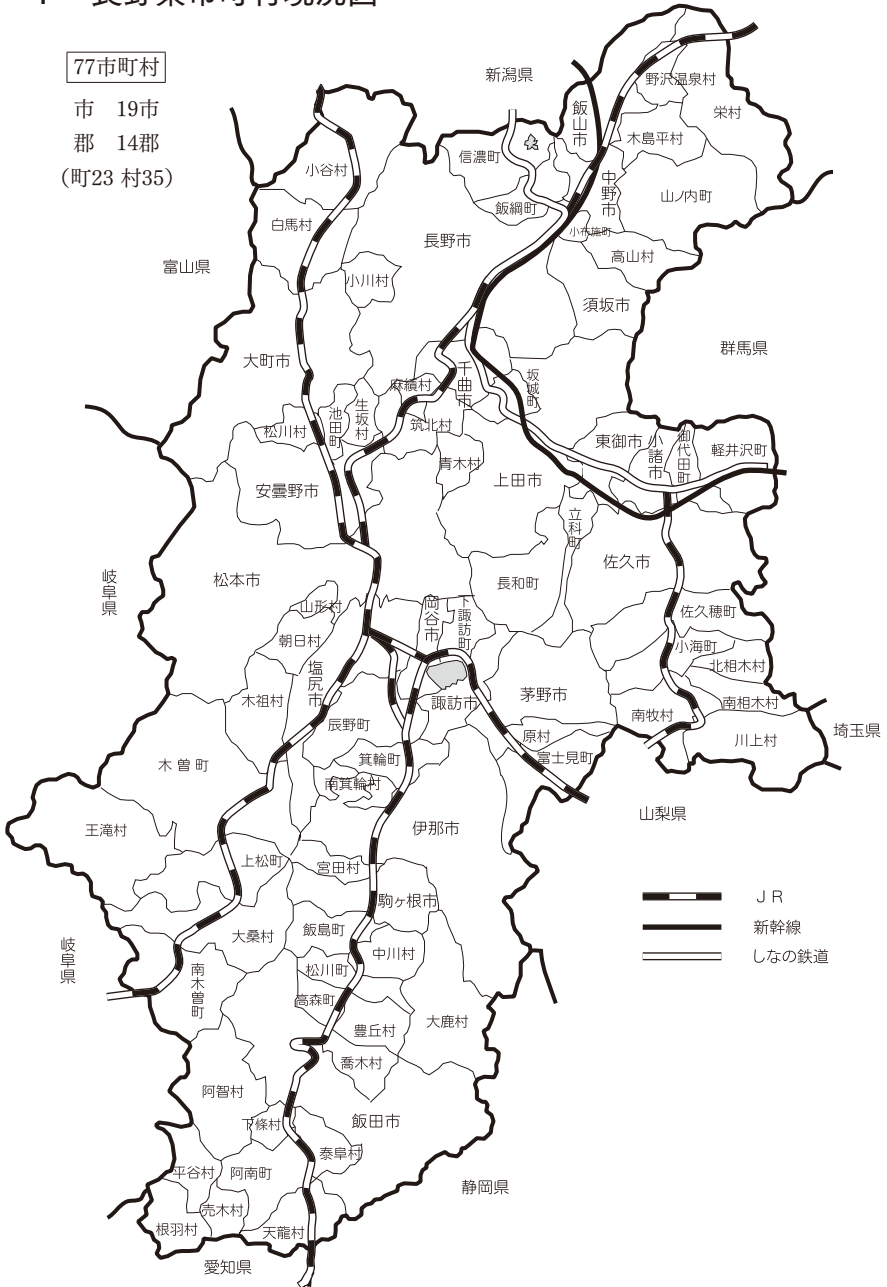 長野県市町村現況図
77市町村
市 19市
郡 14郡
(町23 村35)
新潟県
富山県
群馬県
岐阜県
埼玉県
山梨県
岐阜県
静岡県
愛知県
野沢温泉村
栄村
飯山市
木島平村
信濃町
中野市
山ノ内町
飯綱町
小谷村
白馬村
長野市
小布施町
高山村
小川村
須坂市
大町市
千曲市
坂城町
麻績村
生坂村
池田町
筑北村
松川村
青木村
東御市
小諸市
御代田町
軽井沢町
安曇野市
上田市
立科町
佐久市
松本市
長和町
山形村
岡谷市
下諏訪町
佐久穂町
朝日村
小海町
塩尻市
北相木村
木祖村
諏訪市
茅野市
南相木村
南牧村
辰野町
原村
川上村
富士見町
箕輪町
木曽町
南箕輪村
王滝村
伊那市
上松町
宮田村
駒ヶ根市
大桑村
飯島町
中川村
松川町
南木曽町
高森町
大鹿村
豊丘村
喬木村
阿智村
下條村
飯田市
泰阜村
平谷村
阿南町
売木村
根羽村
天龍村
JR
新幹線
しなの鉄道